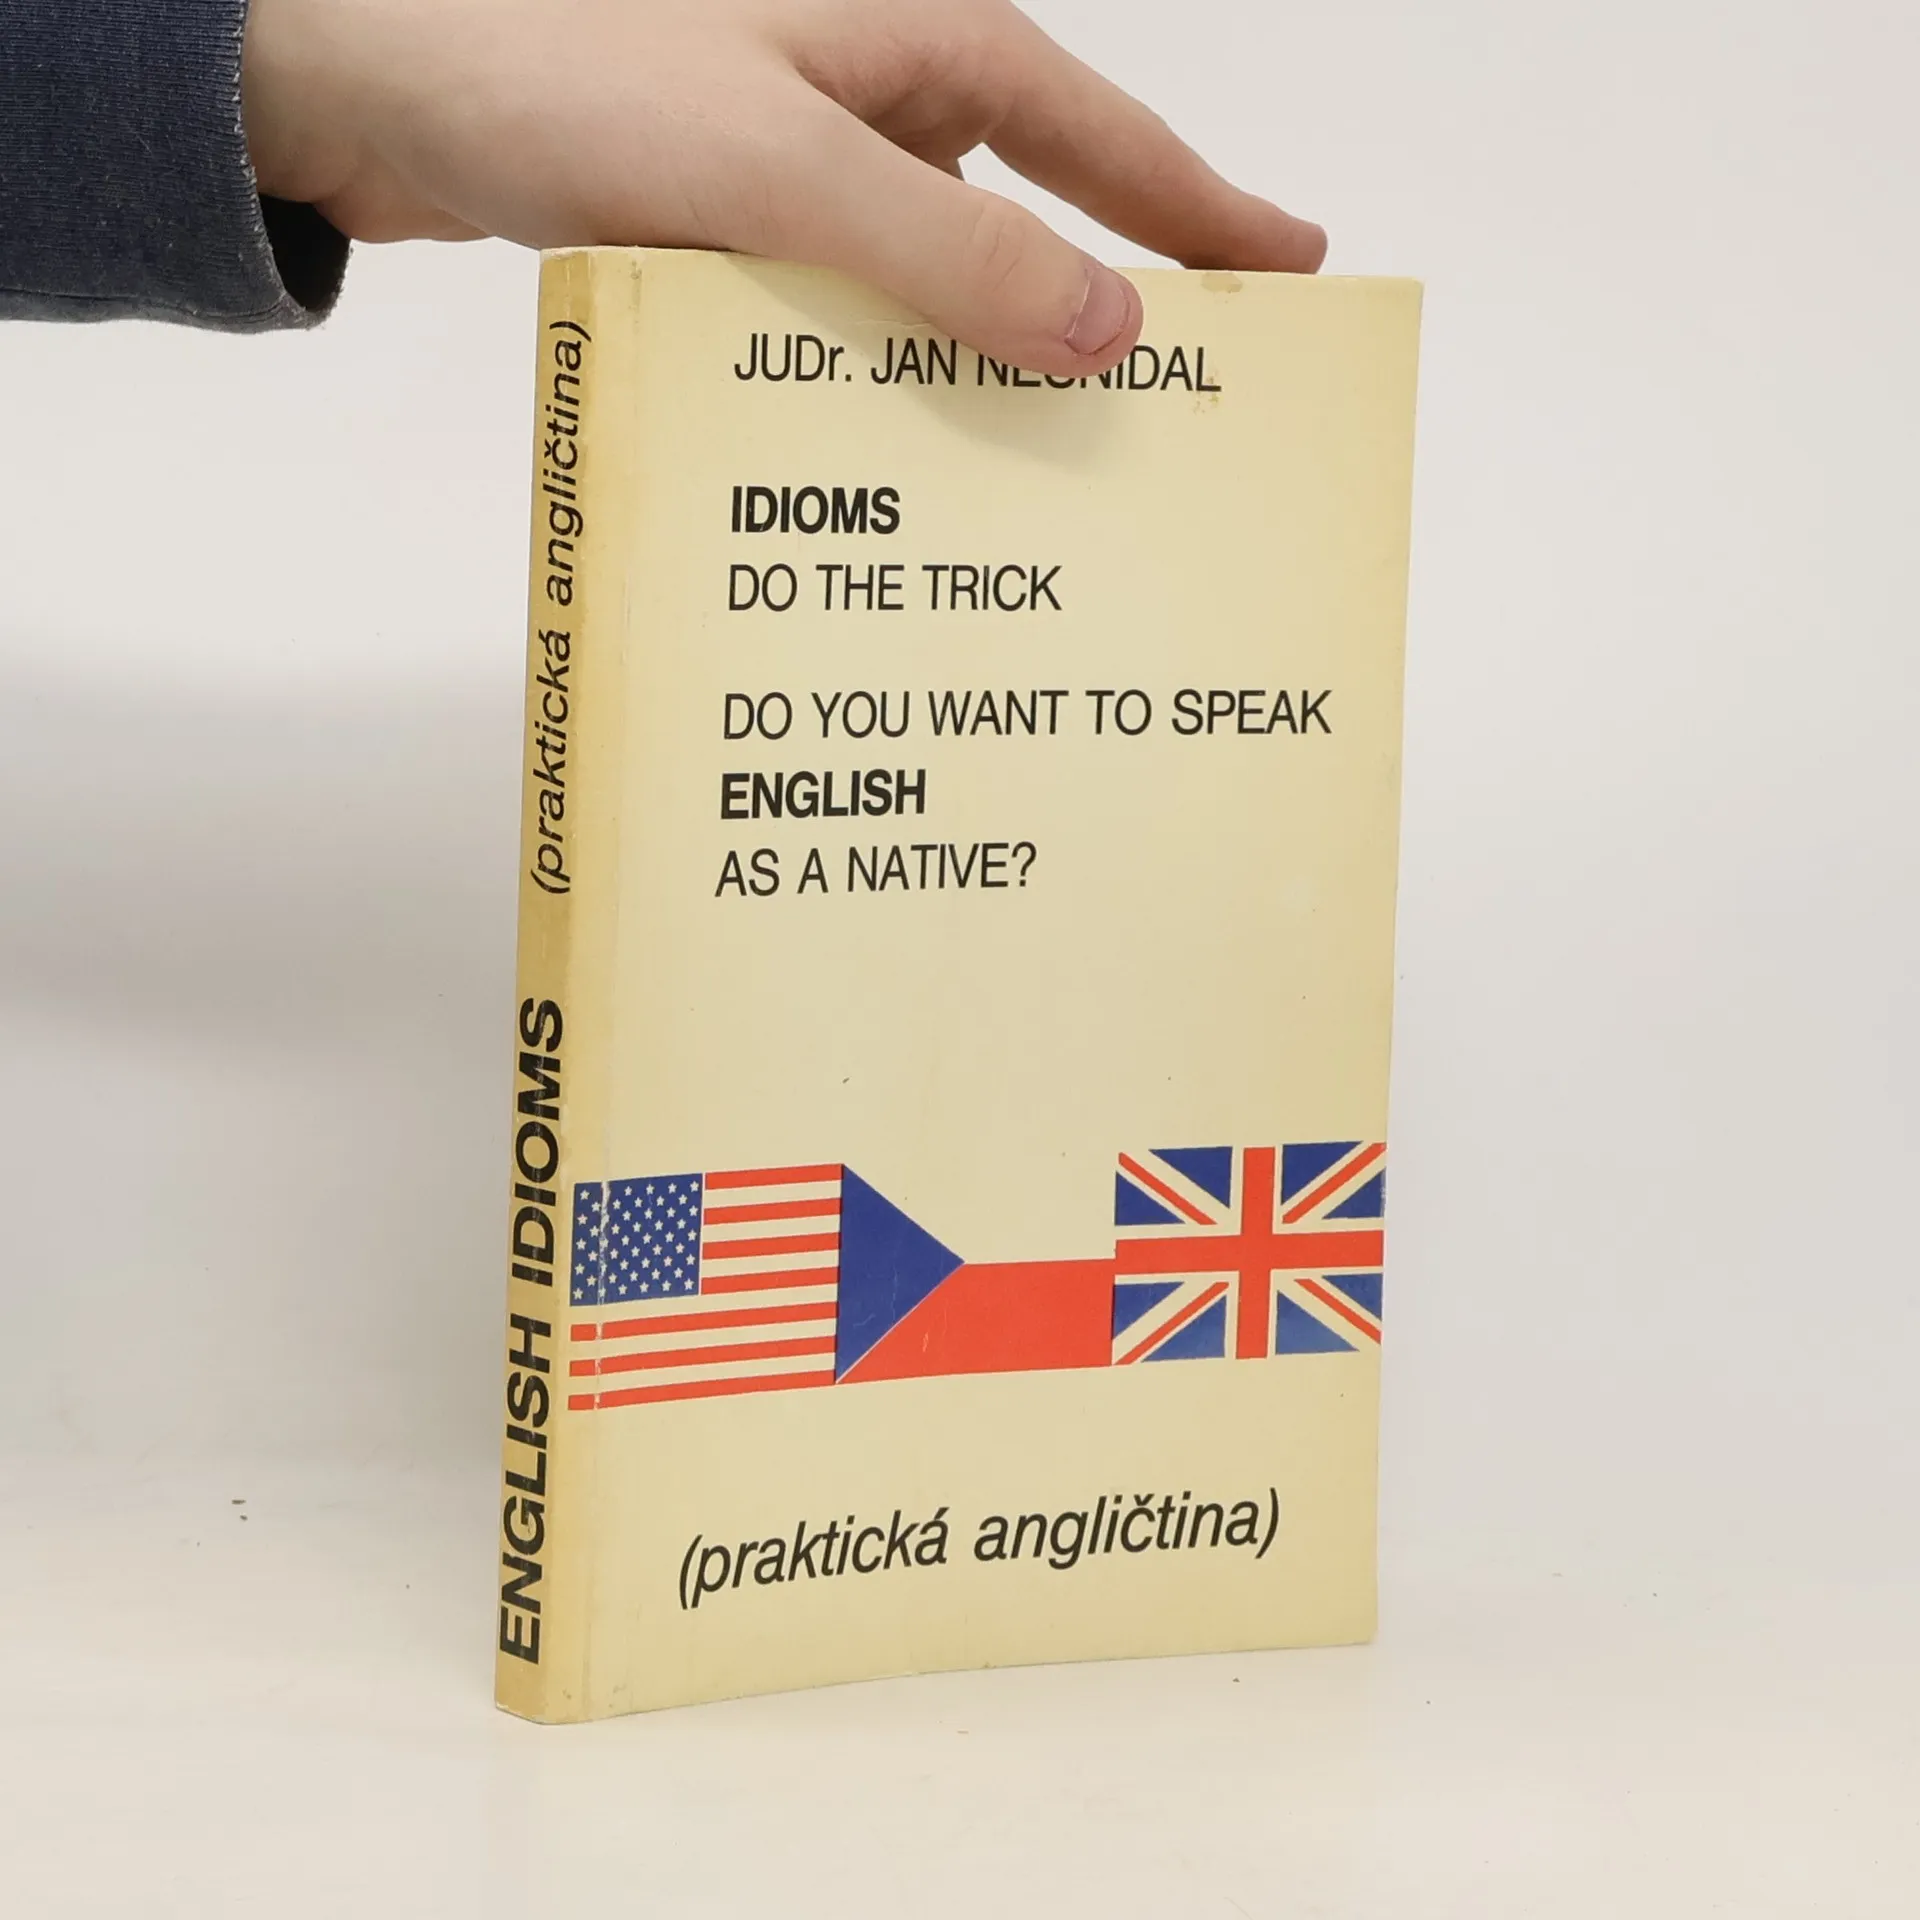 JUDr. JAN
IDIOMS
DO THE TRICK
DO YOU WANT TO SPEAK
ENGLISH
AS A NATIVE?
(praktická angličtina)
ENGLISH IDIOMS (praktická angličtina)